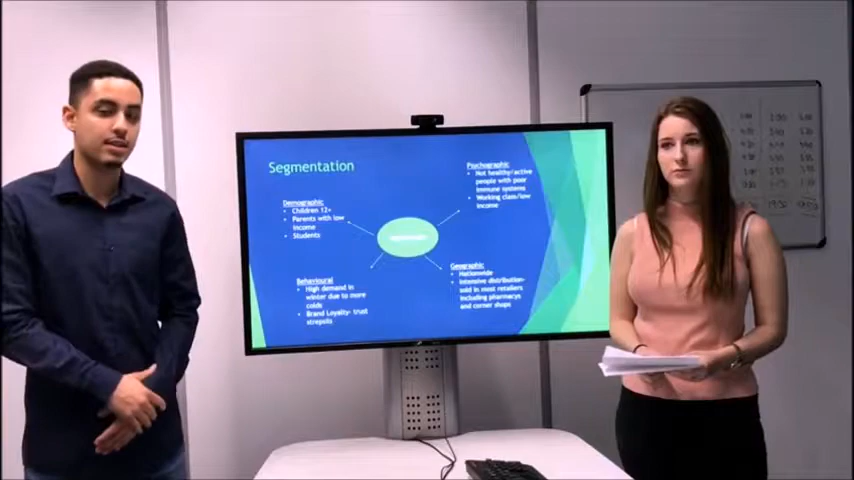 Segmentation
Demographic
• Children 12+
• Parents with low
income
• Students
Psychographic
• Not healthy/active
people with poor
immune systems
• Working class/low
income
Behavioural
• High demand in
winter due to more
colds
• Brand Loyalty- trust
strepsils
Geographic
• Nationwide
• Intensive distribution-
sold in most retailers
including pharmacys
and corner shops